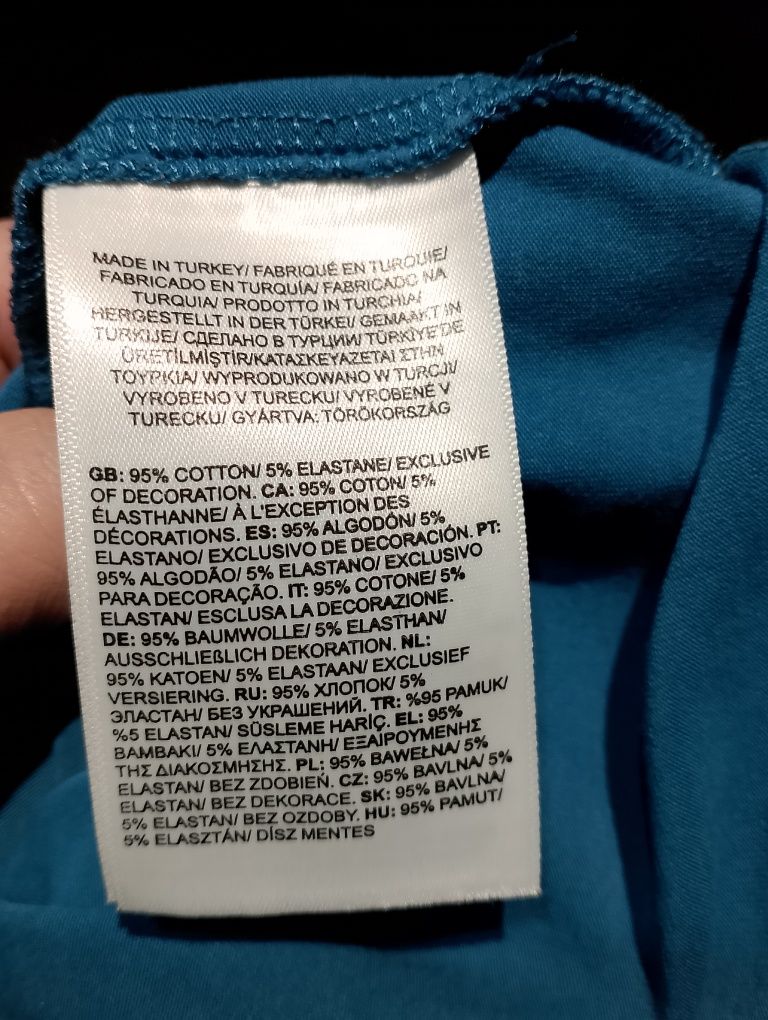 MADE IN TURKEY/ FABRIQUÉ EN TURQUIE/
FABRICADO EN TURQUÍA/ FABRICADO NA
TURQUIA/ PRODOTTO IN TURCHIA/
HERGESTELLT IN DER TÜRKEI/ GEMAAKT IN
TURKIJE/ СДЕЛАНО В ТУРЦИИ/ TÜRKİYE'DE
ÜRETİLMİŞTİR/ΚΑΤΑΣΚΕΥΑΖΕΤΑΙ ΣΤΗΝ
ΤΟΥΡΚΙΑ/ WYPRODUKOWANO W TURCJI/
VYROBENO V TURECKU/ VYROBENÉ V
TURECKU/ GYÁRTVA: TÖRÖKORSZÁG
GB: 95% COTTON/ 5% ELASTANE/ EXCLUSIVE
OF DECORATION. CA: 95% COTON/ 5%
ÉLASTHANNE/ À L'EXCEPTION DES
DÉCORATIONS. ES: 95% ALGODÓN/ 5%
ELASTANO/ EXCLUSIVO DE DECORACIÓN. PT:
95% ALGODÃO/ 5% ELASTANO/ EXCLUSIVO
PARA DECORAÇÃO. IT: 95% COTONE/ 5%
ELASTAN/ ESCLUSA LA DECORAZIONE.
DE: 95% BAUMWOLLE/ 5% ELASTHAN/
AUSSCHLIEßLICH DEKORATION. NL:
95% KATOEN/ 5% ELASTAAN/ EXCLUSIEF
VERSIERING. RU: 95% ХЛОПОК/ 5%
ЭЛАСТАН/ БЕЗ УКРАШЕНИЙ. TR: %95 PAMUK/
%5 ELASTAN/ SÜSLEME HARİÇ. EL: 95%
ΒΑΜΒΑΚΙ/ 5% ΕΛΑΣΤΑΝΗ/ ΕΞΑΙΡΟΥΜΕΝΗΣ
ΤΗΣ ΔΙΑΚΟΣΜΗΣΗΣ. PL: 95% BAWEŁNA/ 5%
ELASTAN/ BEZ ZDOBIEŃ. CZ: 95% BAVLNA/ 5%
ELASTAN/ BEZ DEKORACE. SK: 95% BAVLNA/
5% ELASTAN/ BEZ OZDOBY. HU: 95% PAMUT/
5% ELASZTÁN/ DÍSZ MENTES